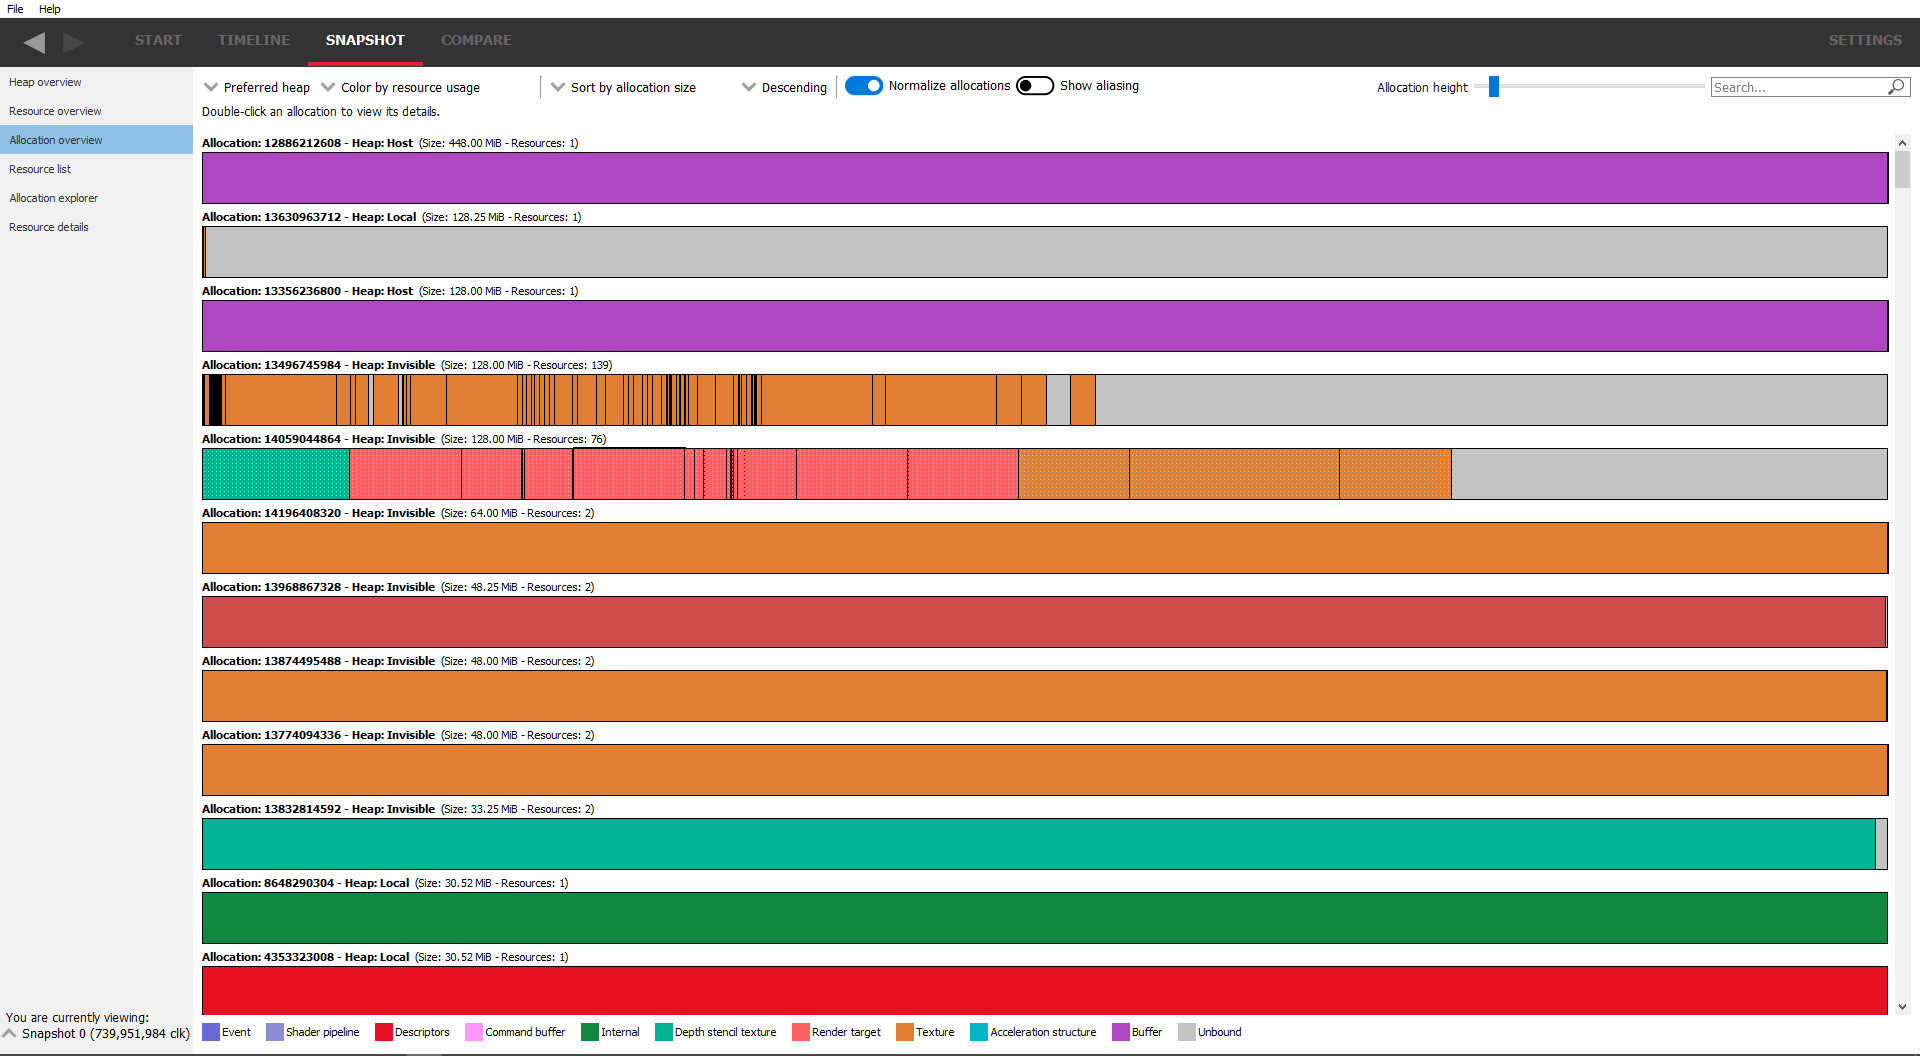 File Help
START TIMELINE SNAPSHOT COMPARE SETTINGS
Heap overview
Resource overview
Allocation overview
Resource list
Allocation explorer
Resource details
Preferred heap Color by resource usage Sort by allocation size Descending Normalize allocations Show aliasing Allocation height Search...
Double-click an allocation to view its details.
Allocation: 12886212608 - Heap: Host (Size: 448.00 MiB - Resources: 1)
Allocation: 13630963712 - Heap: Local (Size: 128.25 MiB - Resources: 1)
Allocation: 13356236800 - Heap: Host (Size: 128.00 MiB - Resources: 1)
Allocation: 13496745984 - Heap: Invisible (Size: 128.00 MiB - Resources: 139)
Allocation: 14059044864 - Heap: Invisible (Size: 128.00 MiB - Resources: 76)
Allocation: 14196408320 - Heap: Invisible (Size: 64.00 MiB - Resources: 2)
Allocation: 13968867328 - Heap: Invisible (Size: 48.25 MiB - Resources: 2)
Allocation: 13874495488 - Heap: Invisible (Size: 48.00 MiB - Resources: 2)
Allocation: 13774094336 - Heap: Invisible (Size: 48.00 MiB - Resources: 2)
Allocation: 13832814592 - Heap: Invisible (Size: 33.25 MiB - Resources: 2)
Allocation: 8648290304 - Heap: Local (Size: 30.52 MiB - Resources: 1)
Allocation: 4353323008 - Heap: Local (Size: 30.52 MiB - Resources: 1)
You are currently viewing:
Snapshot 0 (739,951,984 clk)
Event Shader pipeline Descriptors Command buffer Internal Depth stencil texture Render target Texture Acceleration structure Buffer Unbound